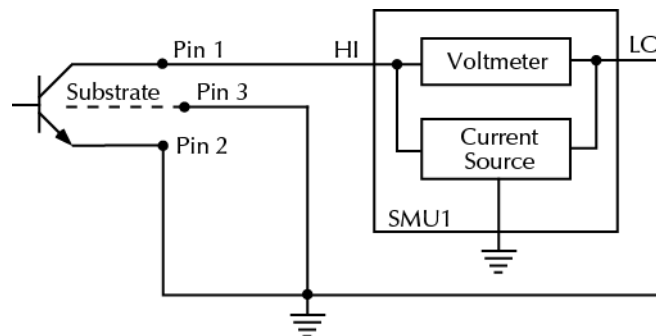 Pin 1
HI
Voltmeter
LO
Substrate
Pin 3
Pin 2
Current
Source
SMU1